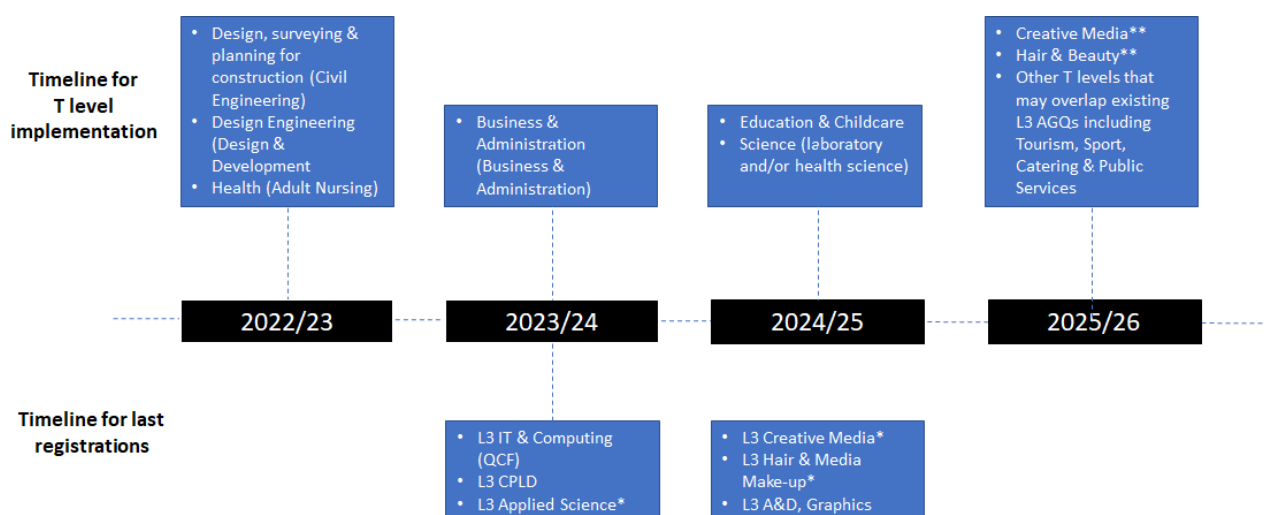 Timeline for
T level
implementation
• Design, surveying &
planning for
construction (Civil
Engineering)
• Design Engineering
(Design &
Development
• Health (Adult Nursing)
• Business &
Administration
(Business &
Administration)
• Education & Childcare
• Science (laboratory
and/or health science)
• Creative Media**
• Hair & Beauty**
• Other T levels that
may overlap existing
L3 AGQs including
Tourism, Sport,
Catering & Public
Services
2022/23
2023/24
2024/25
2025/26
Timeline for last
registrations
• L3 IT & Computing
(QCF)
• L3 CPLD
• L3 Applied Science*
• L3 Creative Media*
• L3 Hair & Media
Make-up*
• L3 A&D, Graphics